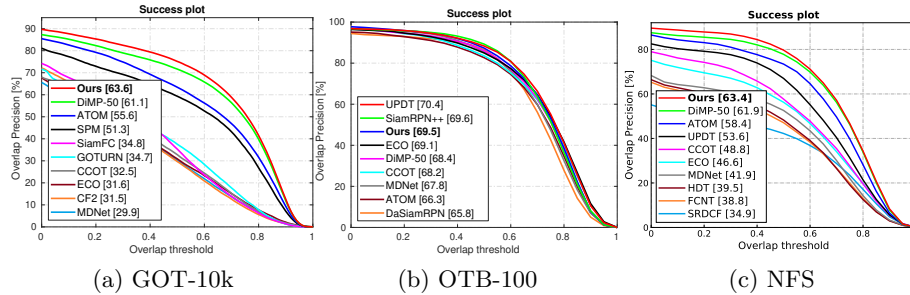 Success plot
Overlap Precision [%]
90
80
70
60
50
40
30
20
10
0
Ours [63.6]
DiMP-50 [61.1]
ATOM [55.6]
SPM [51.3]
SiamFC [34.8]
GOTURN [34.7]
CCOT [32.5]
ECO [31.6]
CF2 [31.5]
MDNet [29.9]
0 0.2 0.4 0.6 0.8 1
Overlap threshold
(a) GOT-10k
Success plot
Overlap Precision [%]
100
80
60
40
20
0
UPDT [70.4]
SiamRPN++ [69.6]
Ours [69.5]
ECO [69.1]
DiMP-50 [68.4]
CCOT [68.2]
MDNet [67.8]
ATOM [66.3]
DaSiamRPN [65.8]
0 0.2 0.4 0.6 0.8 1
Overlap threshold
(b) OTB-100
Success plot
Overlap Precision [%]
100
80
60
40
20
0
Ours [63.4]
DiMP-50 [61.9]
ATOM [58.4]
UPDT [53.6]
CCOT [48.8]
ECO [46.6]
MDNet [41.9]
HDT [39.5]
FCNT [38.8]
SRDCF [34.9]
0 0.2 0.4 0.6 0.8
Overlap threshold
(c) NFS